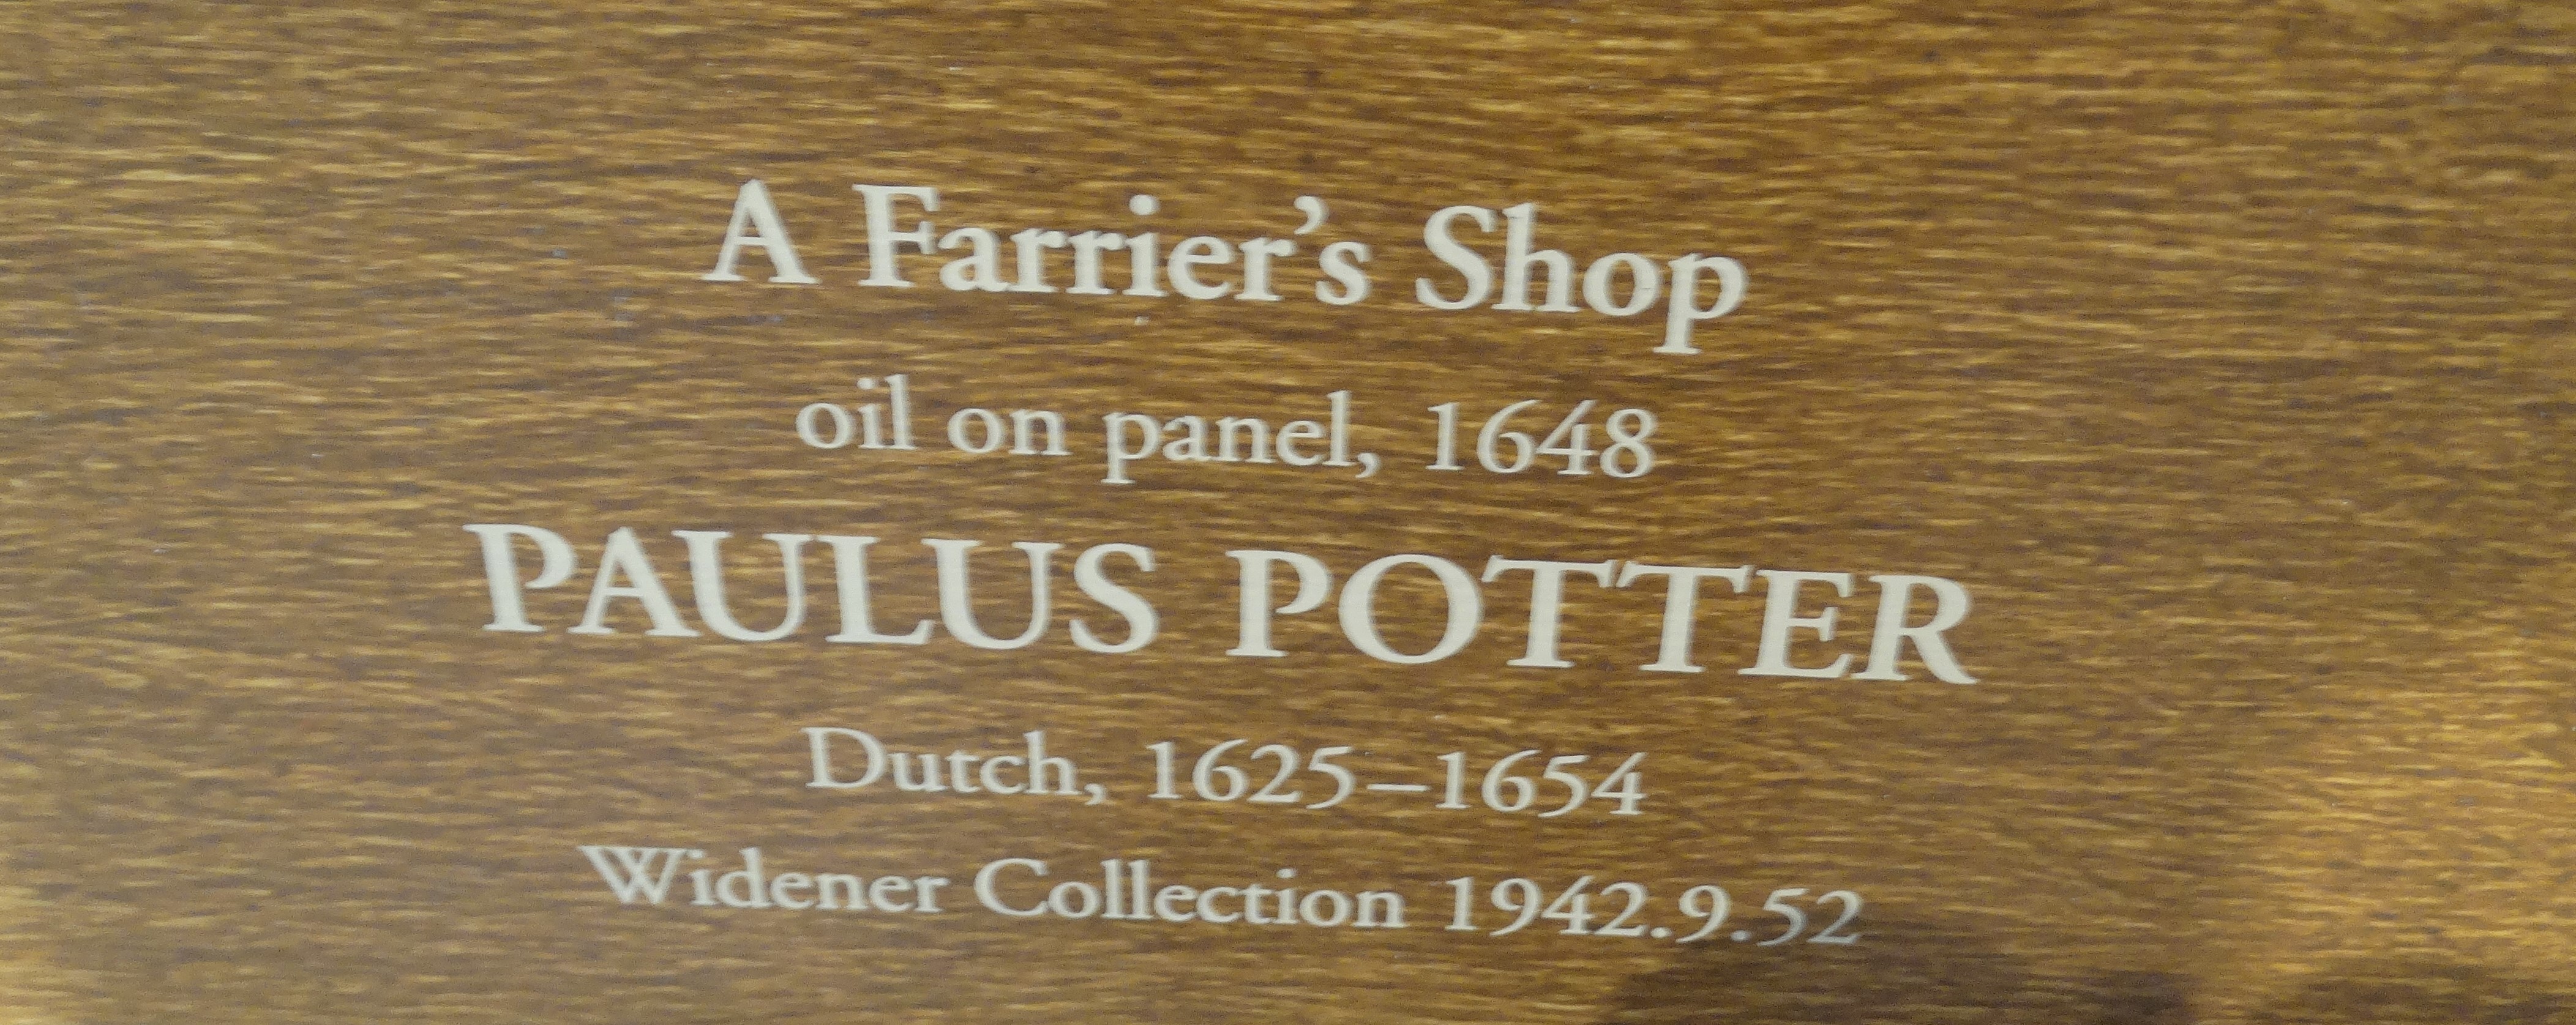 A Farrier’s Shop
oil on panel, 1648
PAULUS POTTER
Dutch, 1625–1654
Widener Collection 1942.9.52